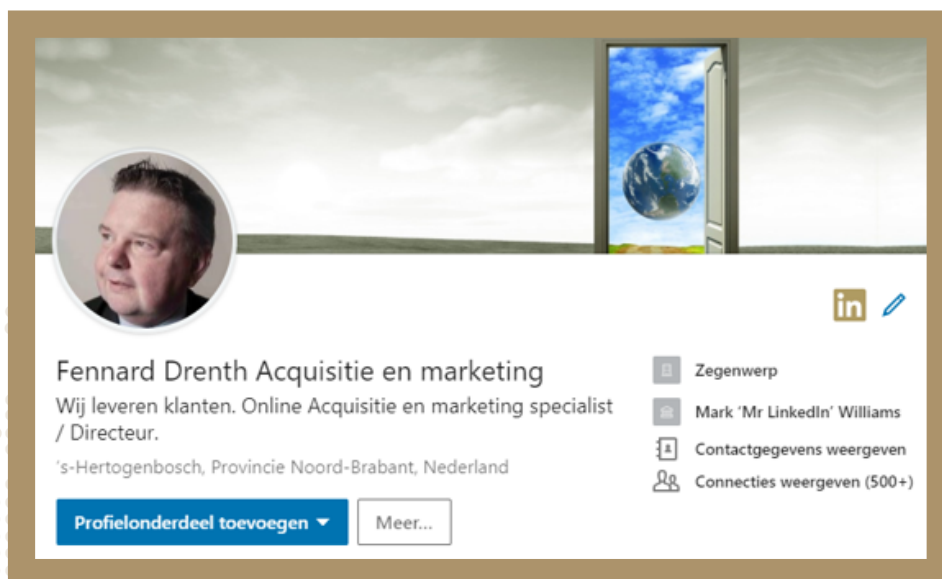 in
Fennard Drenth Acquisitie en marketing
Wij leveren klanten. Online Acquisitie en marketing specialist
/ Directeur.
's-Hertogenbosch, Provincie Noord-Brabant, Nederland
Profielonderdeel toevoegen
Meer...
Zegenwerp
Mark 'Mr LinkedIn' Williams
Contactgegevens weergeven
Connecties weergeven (500+)